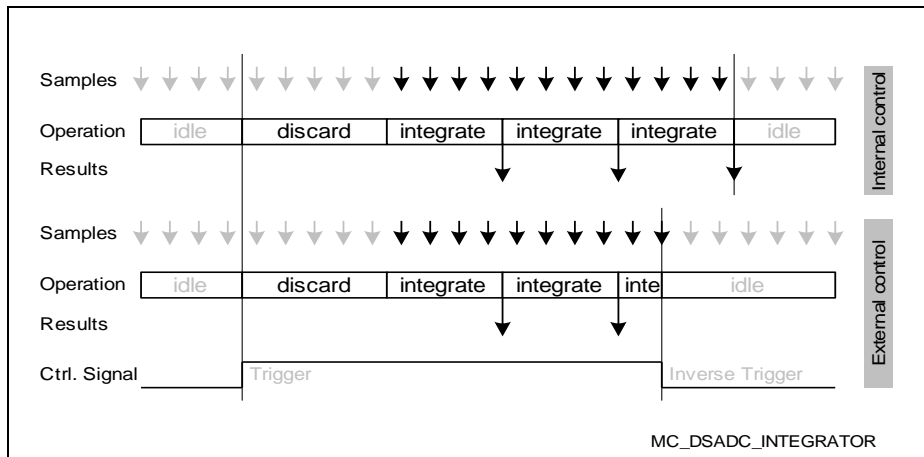 Samples
Operation idle discard integrate integrate integrate idle
Results
Internal control
Samples
Operation idle discard integrate integrate inte idle
Results
External control
Ctrl. Signal Trigger Inverse Trigger
MC_DSADC_INTEGRATOR